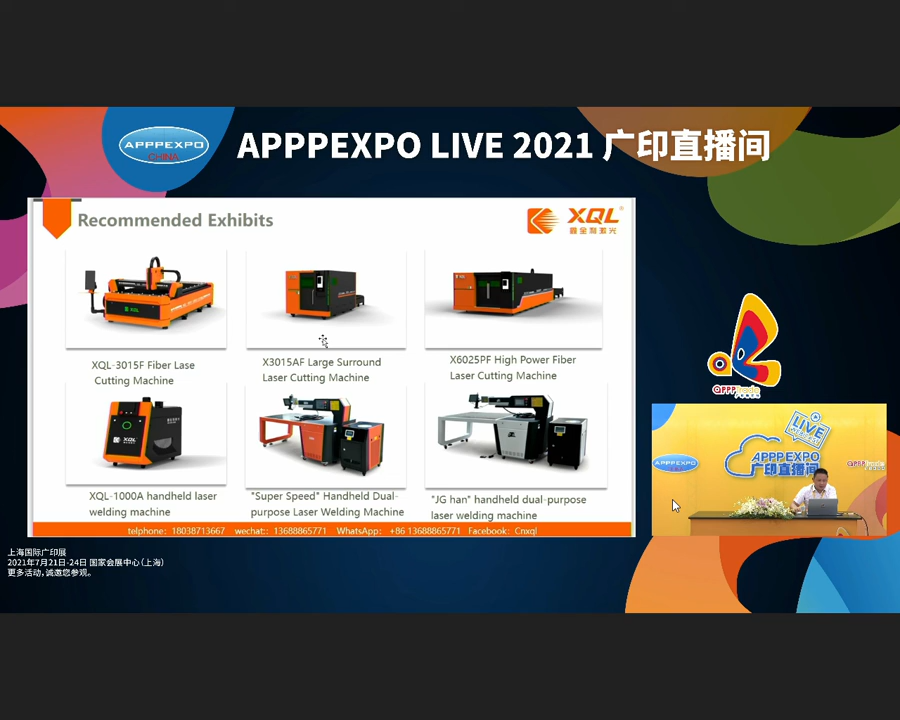 APPPEXPO
CHINA
APPPEXPO LIVE 2021 广印直播间
Recommended Exhibits
XQL®
鑫全利激光
XQL-3015F Fiber Lase
Cutting Machine
X3015AF Large Surround
Laser Cutting Machine
X6025PF High Power Fiber
Laser Cutting Machine
XQL
XQL-1000A handheld laser
welding machine
"Super Speed" Handheld Dual-
purpose Laser Welding Machine
"JG han" handheld dual-purpose
laser welding machine
telphone: 18038713667 wechat: 13688865771 WhatsApp: +86 13688865771 Facebook: Cnxql
APPPTrade
LIVE
APPPEXPO
广印直播间
APPPEXPO
APPPTrade
上海国际广印展
2021年7月21日-24日 国家会展中心(上海)
更多活动,诚邀您参观。